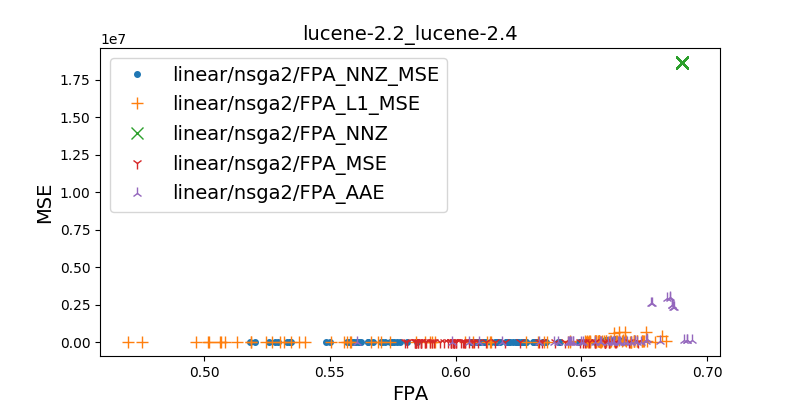 lucene-2.2_lucene-2.4
1e7
MSE
1.75
1.50
1.25
1.00
0.75
0.50
0.25
0.00
linear/nsga2/FPA_NNZ_MSE
linear/nsga2/FPA_L1_MSE
linear/nsga2/FPA_NNZ
linear/nsga2/FPA_MSE
linear/nsga2/FPA_AAE
0.50 0.55 0.60 0.65 0.70
FPA